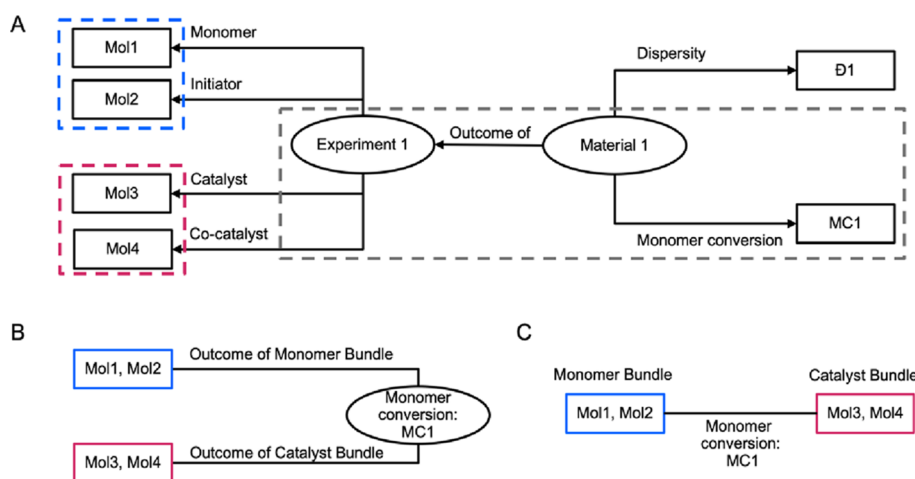 A
Mol1
Monomer
Mol2
Initiator
Dispersity
Đ1
Experiment 1
Outcome of
Material 1
Mol3
Catalyst
Mol4
Co-catalyst
Monomer conversion
MC1
B
Mol1, Mol2
Outcome of Monomer Bundle
Monomer
conversion:
MC1
Mol3, Mol4
Outcome of Catalyst Bundle
C
Monomer Bundle
Catalyst Bundle
Mol1, Mol2
Mol3, Mol4
Monomer
conversion:
MC1